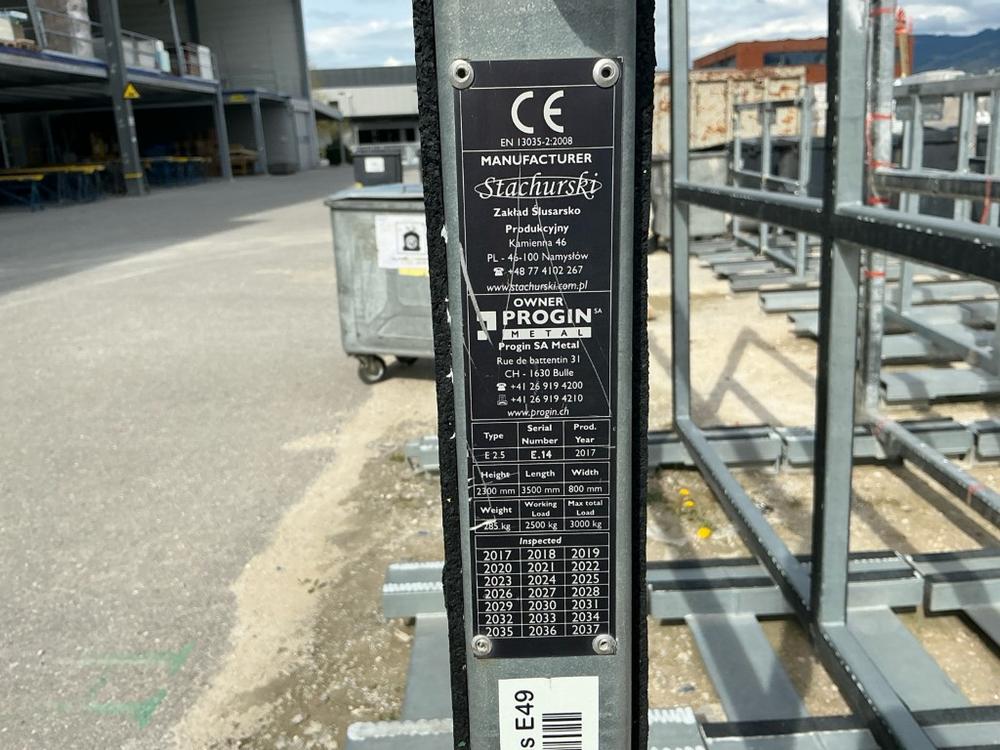 CE
EN 13035-2:2008
MANUFACTURER
Stachurski
Zakład Ślusarsko
Produkcyjny
Kamienna 46
PL - 46-100 Namysłów
☎ +48 77 4102 267
www.stachurski.com.pl
OWNER
PROGIN SA
METAL
Progin SA Metal
Rue de battentin 31
CH - 1630 Bulle
☎ +41 26 919 4200
+41 26 919 4210
www.progin.ch
Type Serial Number Prod. Year
E 2.5 E.14 2017
Height Length Width
2300 mm 3500 mm 800 mm
Weight Working Load Max total Load
285 kg 2500 kg 3000 kg
Inspected
2017 2018 2019
2020 2021 2022
2023 2024 2025
2026 2027 2028
2029 2030 2031
2032 2033 2034
2035 2036 2037
s E49